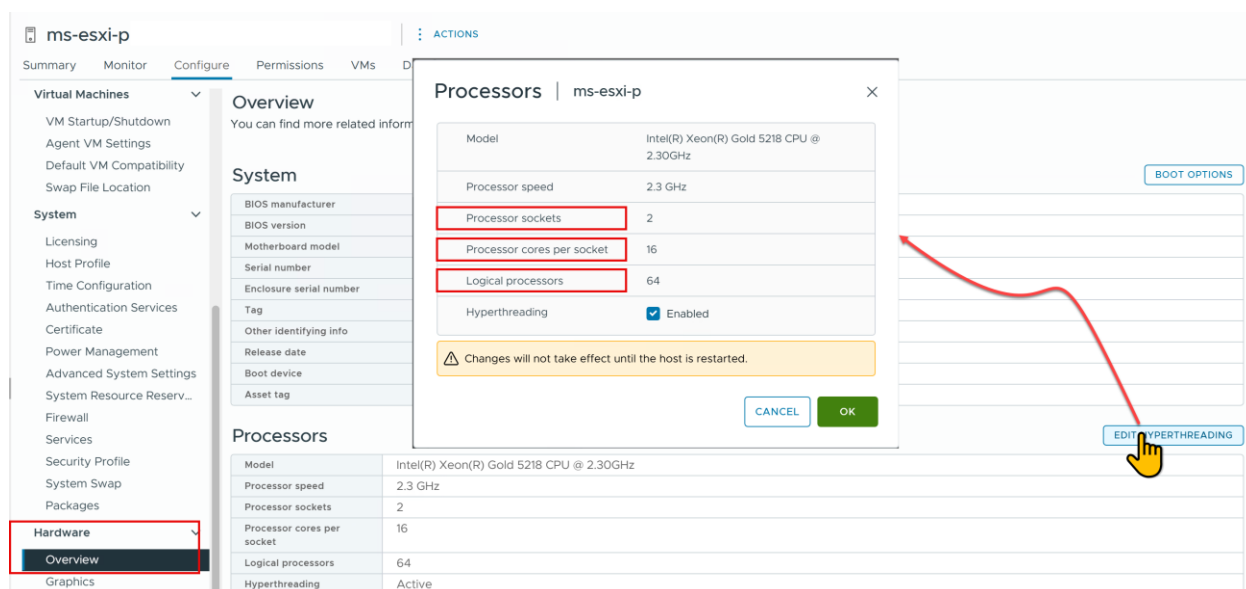 ms-esxi-p
ACTIONS
Summary Monitor Configure Permissions VMs D
Virtual Machines
VM Startup/Shutdown
Agent VM Settings
Default VM Compatibility
Swap File Location
System
Licensing
Host Profile
Time Configuration
Authentication Services
Certificate
Power Management
Advanced System Settings
System Resource Reserv...
Firewall
Services
Security Profile
System Swap
Packages
Hardware
Overview
Graphics
Overview
You can find more related inform
System
BOOT OPTIONS
BIOS manufacturer
BIOS version
Motherboard model
Serial number
Enclosure serial number
Tag
Other identifying info
Release date
Boot device
Asset tag
Processors | ms-esxi-p
Model Intel(R) Xeon(R) Gold 5218 CPU @
2.30GHz
Processor speed 2.3 GHz
Processor sockets 2
Processor cores per socket 16
Logical processors 64
Hyperthreading Enabled
Changes will not take effect until the host is restarted.
CANCEL OK
Processors
EDIT HYPERTHREADING
Model Intel(R) Xeon(R) Gold 5218 CPU @ 2.30GHz
Processor speed 2.3 GHz
Processor sockets 2
Processor cores per 16
socket
Logical processors 64
Hyperthreading Active